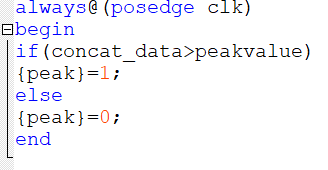 always@(posedge clk)
begin
if(concat_data>peakvalue)
{peak}=1;
else
{peak}=0;
end